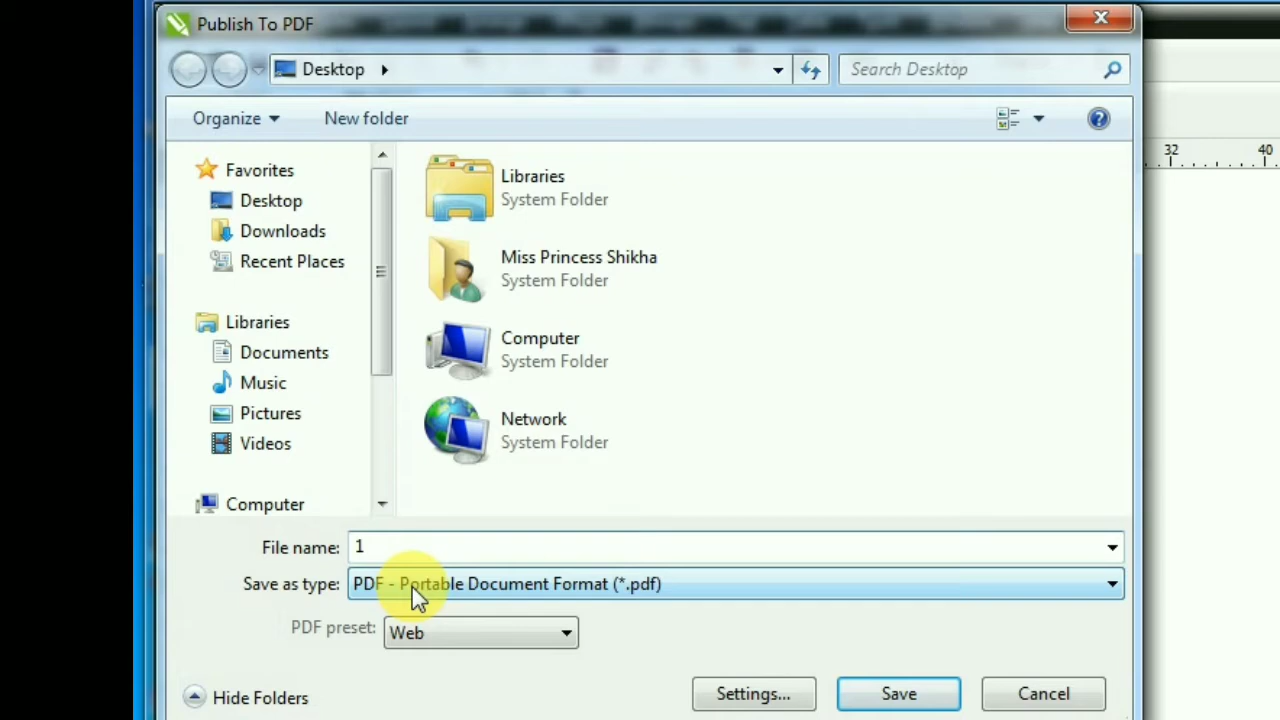 Publish To PDF
Desktop
Search Desktop
Organize
New folder
32
40
Favorites
Desktop
Downloads
Recent Places
Libraries
Documents
Music
Pictures
Videos
Computer
Libraries
System Folder
Miss Princess Shikha
System Folder
Computer
System Folder
Network
System Folder
File name: 1
Save as type: PDF - Portable Document Format (*.pdf)
PDF preset: Web
Hide Folders
Settings...
Save
Cancel